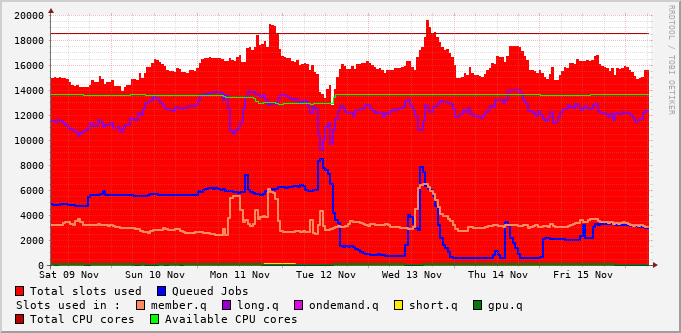 20000
18000
16000
14000
12000
10000
8000
6000
4000
2000
0
Sat 09 Nov Sun 10 Nov Mon 11 Nov Tue 12 Nov Wed 13 Nov Thu 14 Nov Fri 15 Nov
RRDTOOL / TOBI OETIKER
Total slots used Queued Jobs
Slots used in : member.q long.q ondemand.q short.q gpu.q
Total CPU cores Available CPU cores